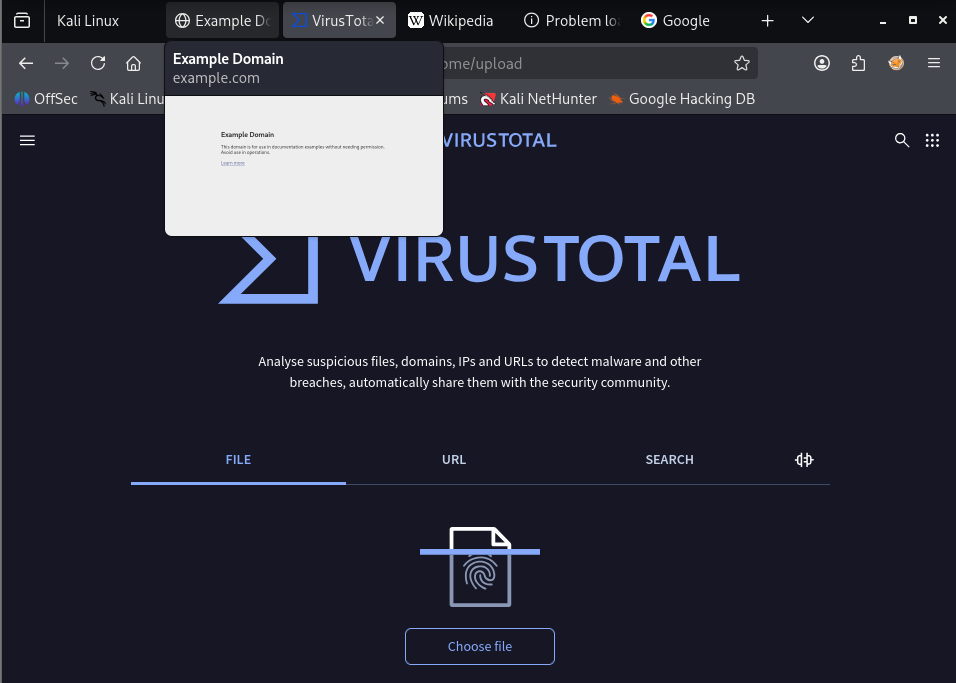 Kali Linux
Example Do
VirusTota
Wikipedia
Problem loa
Google
Example Domain
example.com
ome/upload
OffSec
Kali Linu
ums
Kali NetHunter
Google Hacking DB
Example Domain
This domain is for use in documentation examples without needing permission.
Avoid use in operations.
Learn more
VIRUSTOTAL
VIRUSTOTAL
Analyse suspicious files, domains, IPs and URLs to detect malware and other
breaches, automatically share them with the security community.
FILE
URL
SEARCH
Choose file